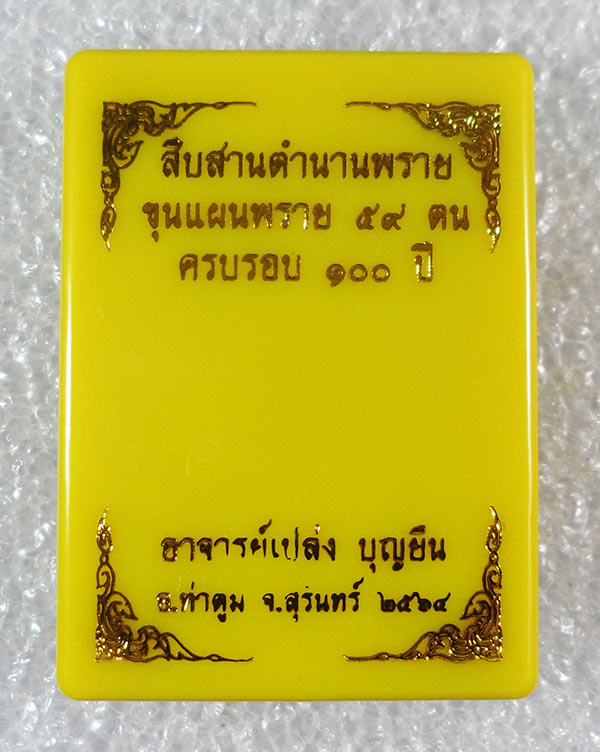 สืบสานตำนานพราย
ขุนแผนพราย ๕๙ ตน
ครบรอบ ๑๐๐ ปี
อาจารย์เปล่ง บุญยืน
อ.ท่าตูม จ.สุรินทร์ ๒๕๖๔